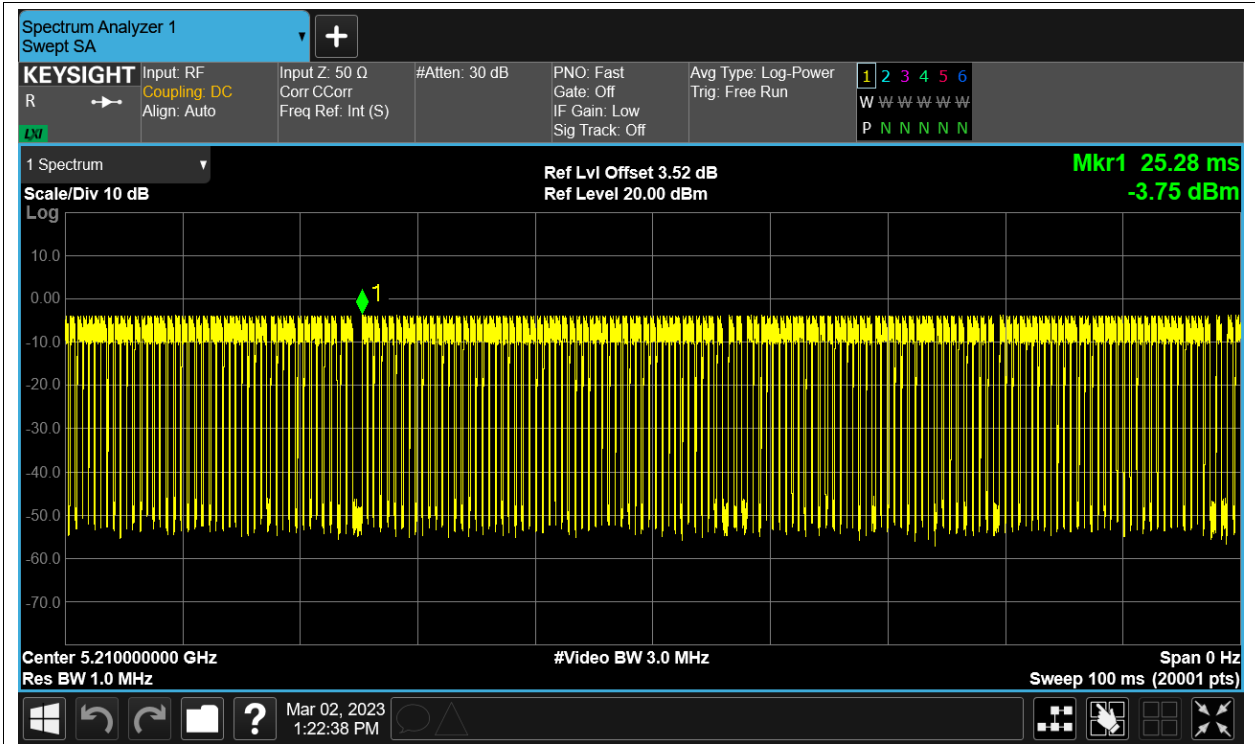 Spectrum Analyzer 1
Swept SA
KEYSIGHT
R
LXI
Input: RF
Coupling: DC
Align: Auto
Input Z: 50 Ω
Corr CCorr
Freq Ref: Int (S)
#Atten: 30 dB
PNO: Fast
Gate: Off
IF Gain: Low
Sig Track: Off
Avg Type: Log-Power
Trig: Free Run
1 2 3 4 5 6
W W W W W W
P N N N N N
1 Spectrum
Scale/Div 10 dB
Ref Lvl Offset 3.52 dB
Ref Level 20.00 dBm
Mkr1 25.28 ms
-3.75 dBm
Log
10.0
0.00
-10.0
-20.0
-30.0
-40.0
-50.0
-60.0
-70.0
1
Center 5.210000000 GHz
Res BW 1.0 MHz
#Video BW 3.0 MHz
Span 0 Hz
Sweep 100 ms (20001 pts)
?
Mar 02, 2023
1:22:38 PM